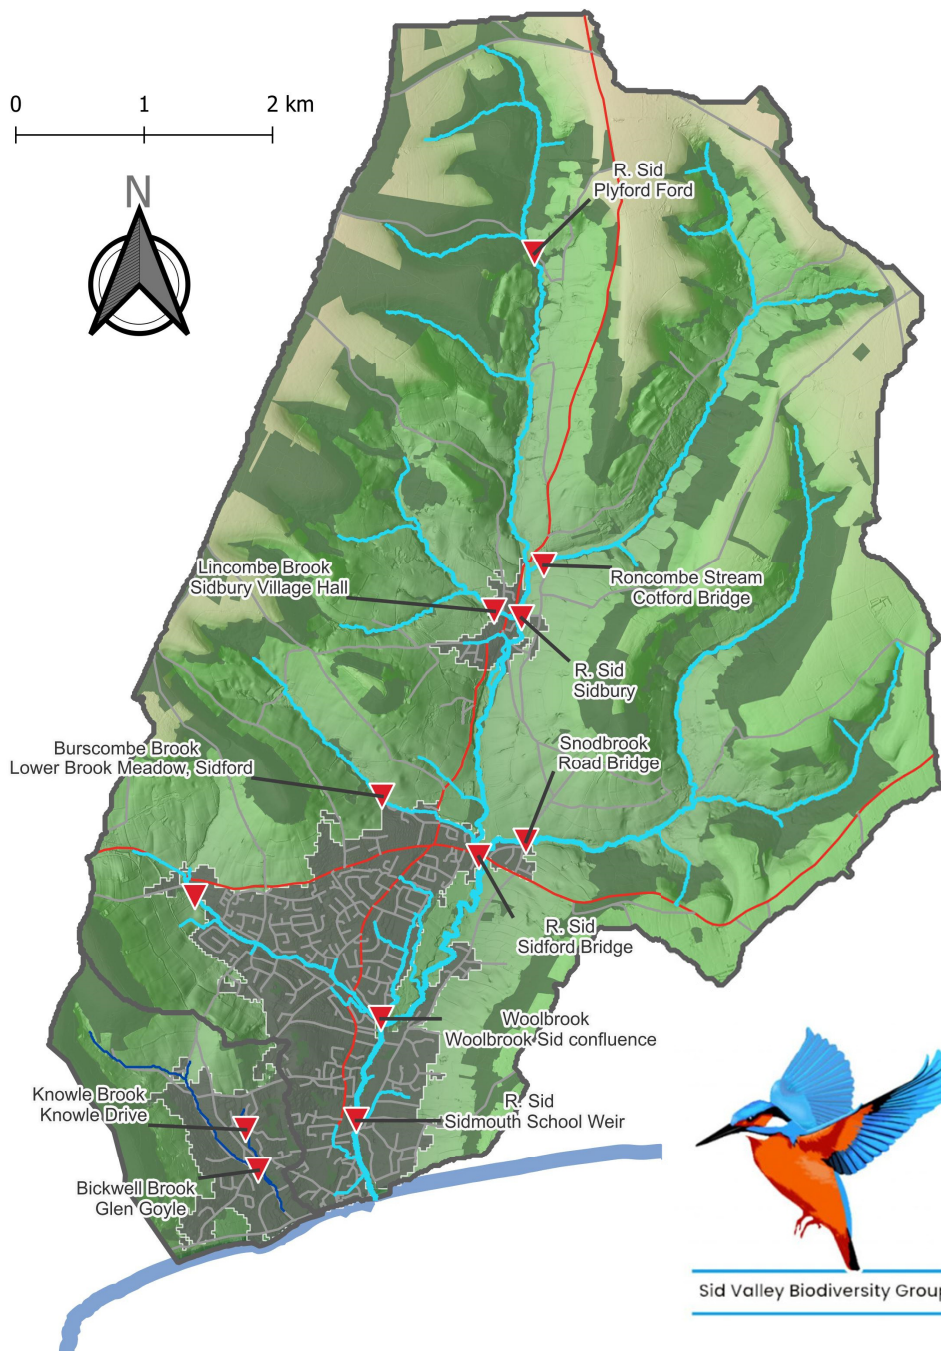 0 1 2 km
N
R. Sid
Plyford Ford
Lincombe Brook
Sidbury Village Hall
Roncombe Stream
Cotford Bridge
R. Sid
Sidbury
Burscombe Brook
Lower Brook Meadow, Sidford
Snodbrook
Road Bridge
R. Sid
Sidford Bridge
Woolbrook
Woolbrook Sid confluence
Knowle Brook
Knowle Drive
R. Sid
Sidmouth School Weir
Bickwell Brook
Glen Goyle
Sid Valley Biodiversity Group